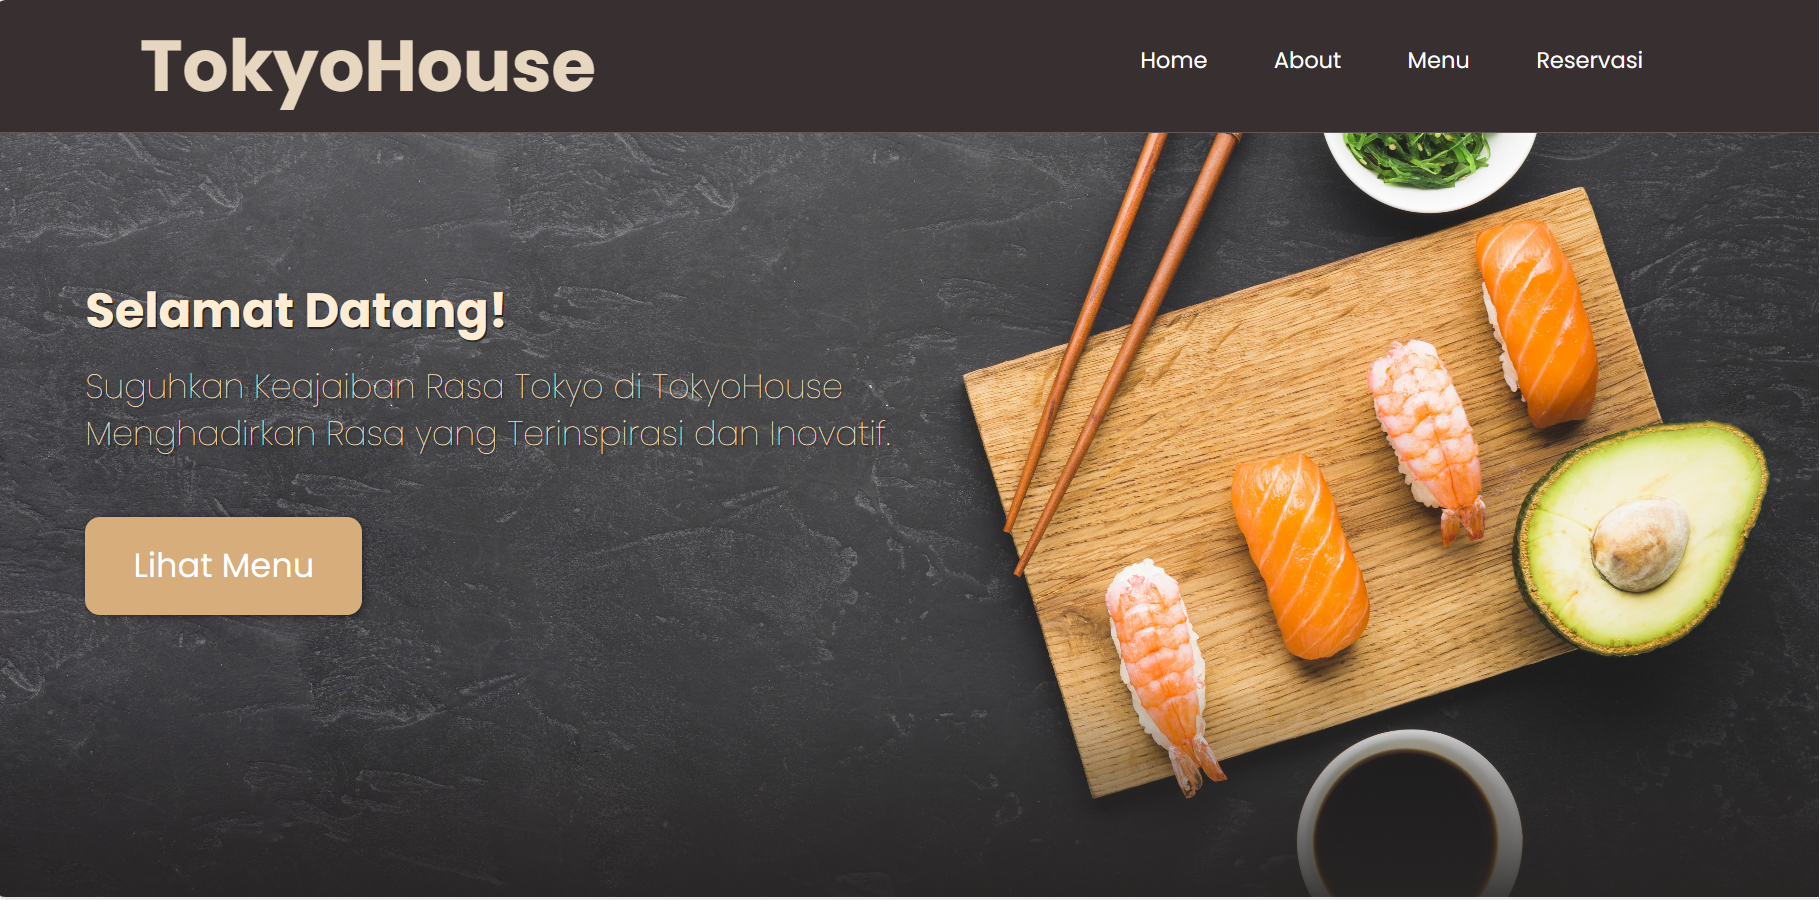 TokyoHouse
Home About Menu Reservasi
Selamat Datang!
Suguhkan Keajaiban Rasa Tokyo di TokyoHouse
Menghadirkan Rasa yang Terinspirasi dan Inovatif.
Lihat Menu